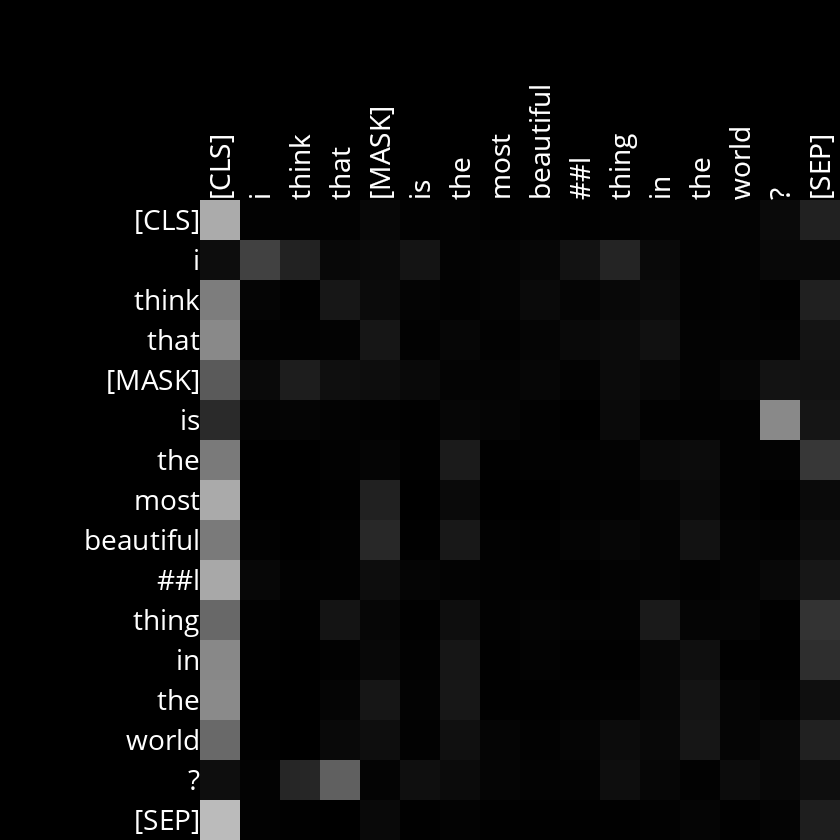 [CLS] i think that [MASK] is the most beautiful ##l thing in the world ? [SEP]
[CLS]
i
think
that
[MASK]
is
the
most
beautiful
##l
thing
in
the
world
?
[SEP]